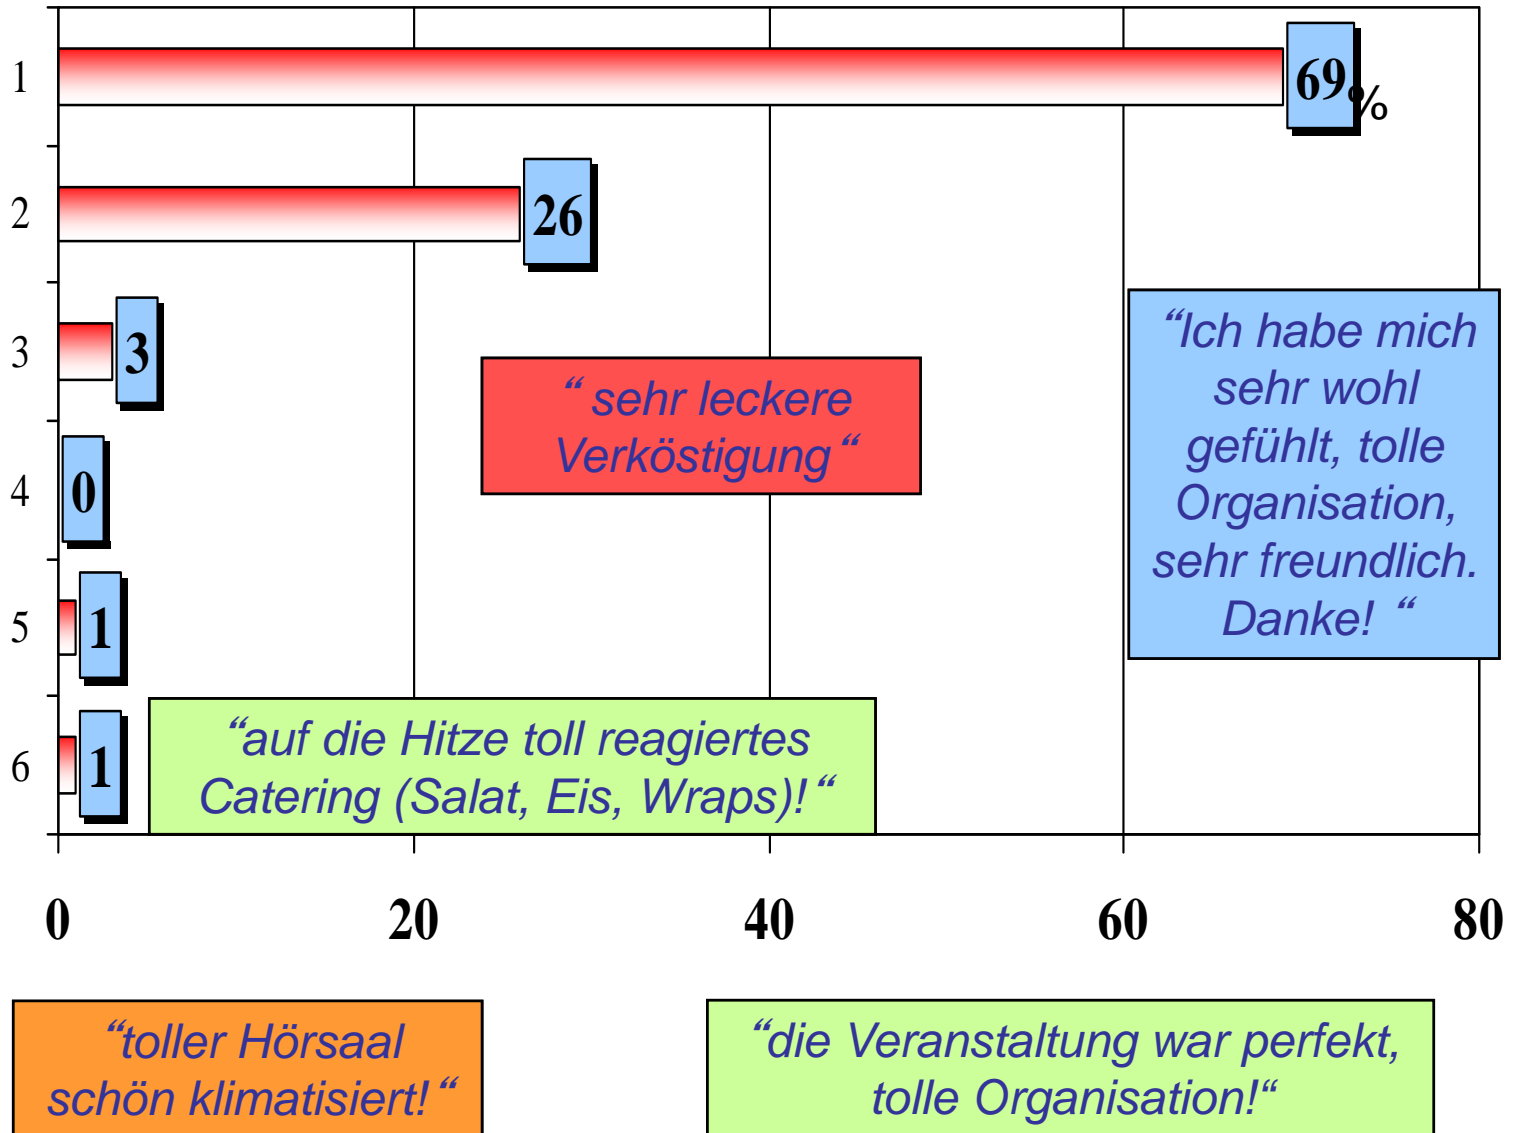 1
69
%
2
26
3
3
“Ich habe mich
sehr wohl
gefühlt, tolle
Organisation,
sehr freundlich.
Danke! “
“ sehr leckere
Verköstigung“
4
0
5
1
6
1
“auf die Hitze toll reagiertes
Catering (Salat, Eis, Wraps)!“
0
20
40
60
80
“toller Hörsaal
schön klimatisiert!“
“die Veranstaltung war perfekt,
tolle Organisation!“